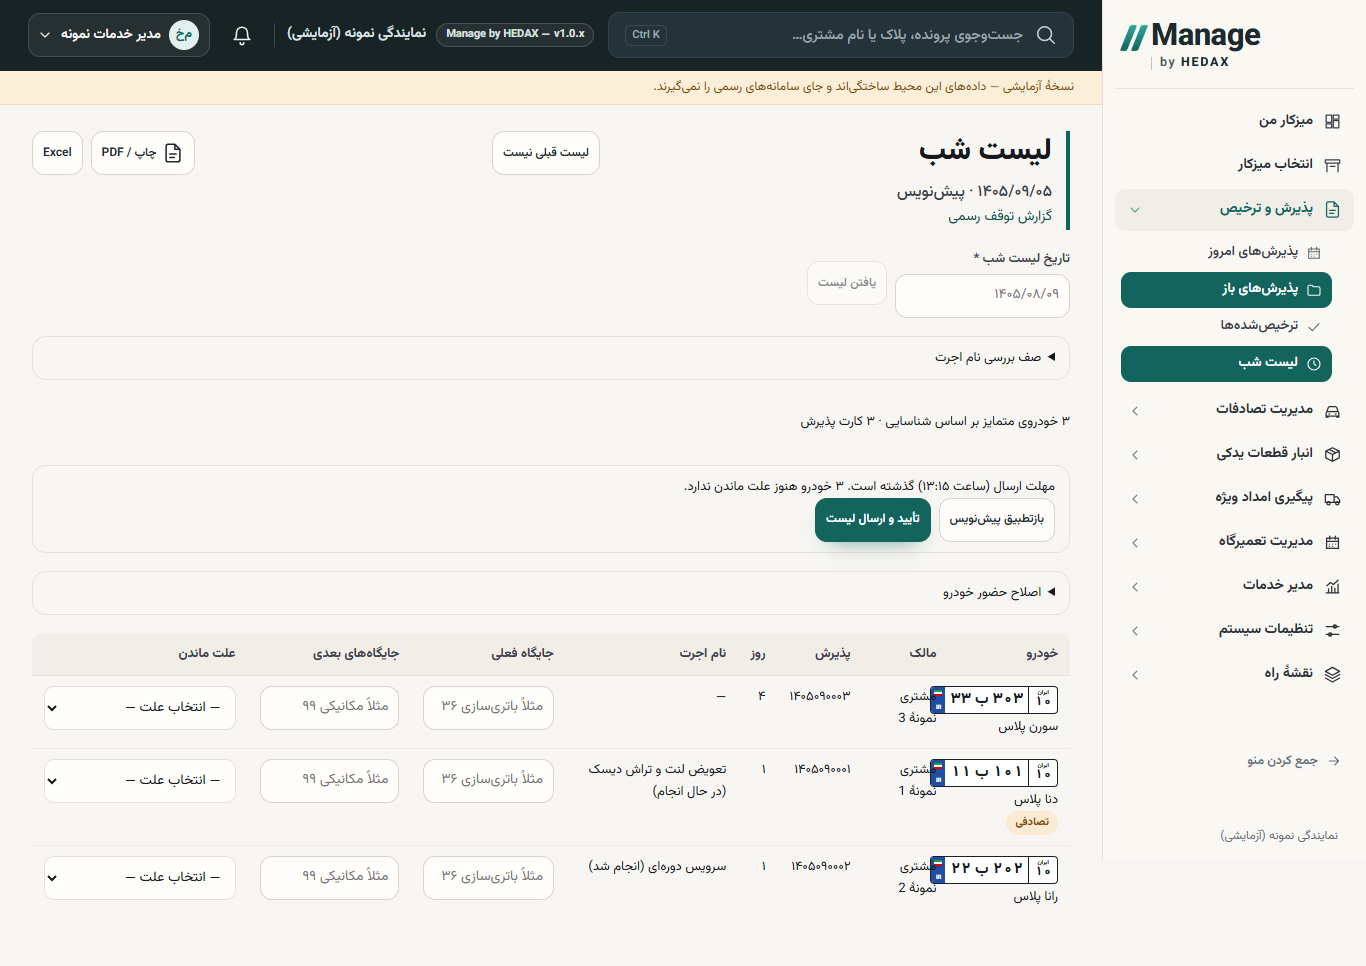 Manage
by HEDAX
میزکار من
انتخاب میزکار
پذیرش و ترخیص
پذیرش‌های امروز
پذیرش‌های باز
ترخیص‌شده‌ها
لیست شب
مدیریت تصادفات
انبار قطعات یدکی
پیگیری امداد ویژه
مدیریت تعمیرگاه
مدیر خدمات
تنظیمات سیستم
نقشهٔ راه
جمع کردن منو
نمایندگی نمونه (آزمایشی)
جست‌وجوی پرونده، پلاک یا نام مشتری...
Ctrl K
Manage by HEDAX – v1.0.x
نمایندگی نمونه (آزمایشی)
م‌خ
مدیر خدمات نمونه
نسخهٔ آزمایشی – داده‌های این محیط ساختگی‌اند و جای سامانه‌های رسمی را نمی‌گیرند.
لیست شب
۱۴۰۵/۰۹/۰۵ · پیش‌نویس
گزارش توقف رسمی
لیست قبلی نیست
چاپ / PDF
Excel
تاریخ لیست شب *
۱۴۰۵/۰۸/۰۹
یافتن لیست
صف بررسی نام اجرت
۳ خودروی متمایز بر اساس شناسایی · ۳ کارت پذیرش
مهلت ارسال (ساعت ۱۳:۱۵) گذشته است. ۳ خودرو هنوز علت ماندن ندارد.
بازتطبیق پیش‌نویس
تأیید و ارسال لیست
اصلاح حضور خودرو
خودرو مالک پذیرش روز نام اجرت جایگاه فعلی جایگاه‌های بعدی علت ماندن
ایران ۱۰ ۳۰۳ ب ۳۳ IR مشتری نمونهٔ 3 ۱۴۰۵۰۹۰۰۰۳ ۴ — مثلاً باتری‌سازی ۳۶ مثلاً مکانیکی ۹۹ — انتخاب علت —
سورن پلاس
ایران ۱۰ ۱۰۱ ب ۱۱ IR مشتری نمونهٔ 1 ۱۴۰۵۰۹۰۰۰۱ ۱ تعویض لنت و تراش دیسک (در حال انجام) مثلاً باتری‌سازی ۳۶ مثلاً مکانیکی ۹۹ — انتخاب علت —
دنا پلاس
تصادفی
ایران ۱۰ ۲۰۲ ب ۲۲ IR مشتری نمونهٔ 2 ۱۴۰۵۰۹۰۰۰۲ ۱ سرویس دوره‌ای (انجام شد) مثلاً باتری‌سازی ۳۶ مثلاً مکانیکی ۹۹ — انتخاب علت —
رانا پلاس